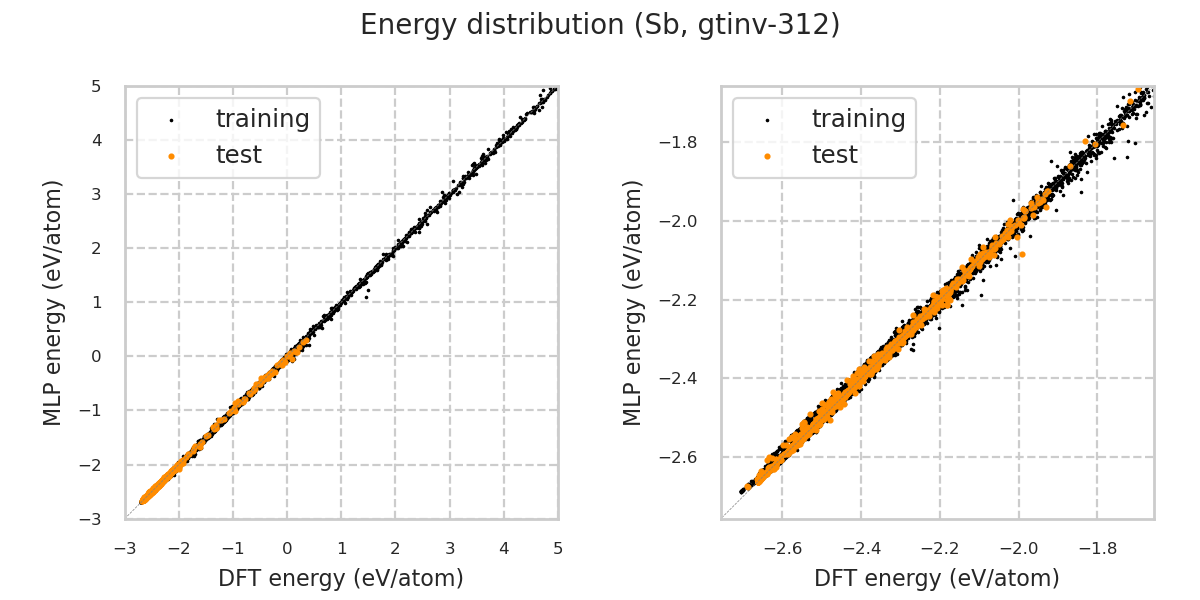 Energy distribution (Sb, gtinv-312)
training
test
5
4
3
2
1
0
−1
−2
−3
−3 −2 −1 0 1 2 3 4 5
MLP energy (eV/atom)
DFT energy (eV/atom)
training
test
−1.8
−2.0
−2.2
−2.4
−2.6
−2.6 −2.4 −2.2 −2.0 −1.8
MLP energy (eV/atom)
DFT energy (eV/atom)